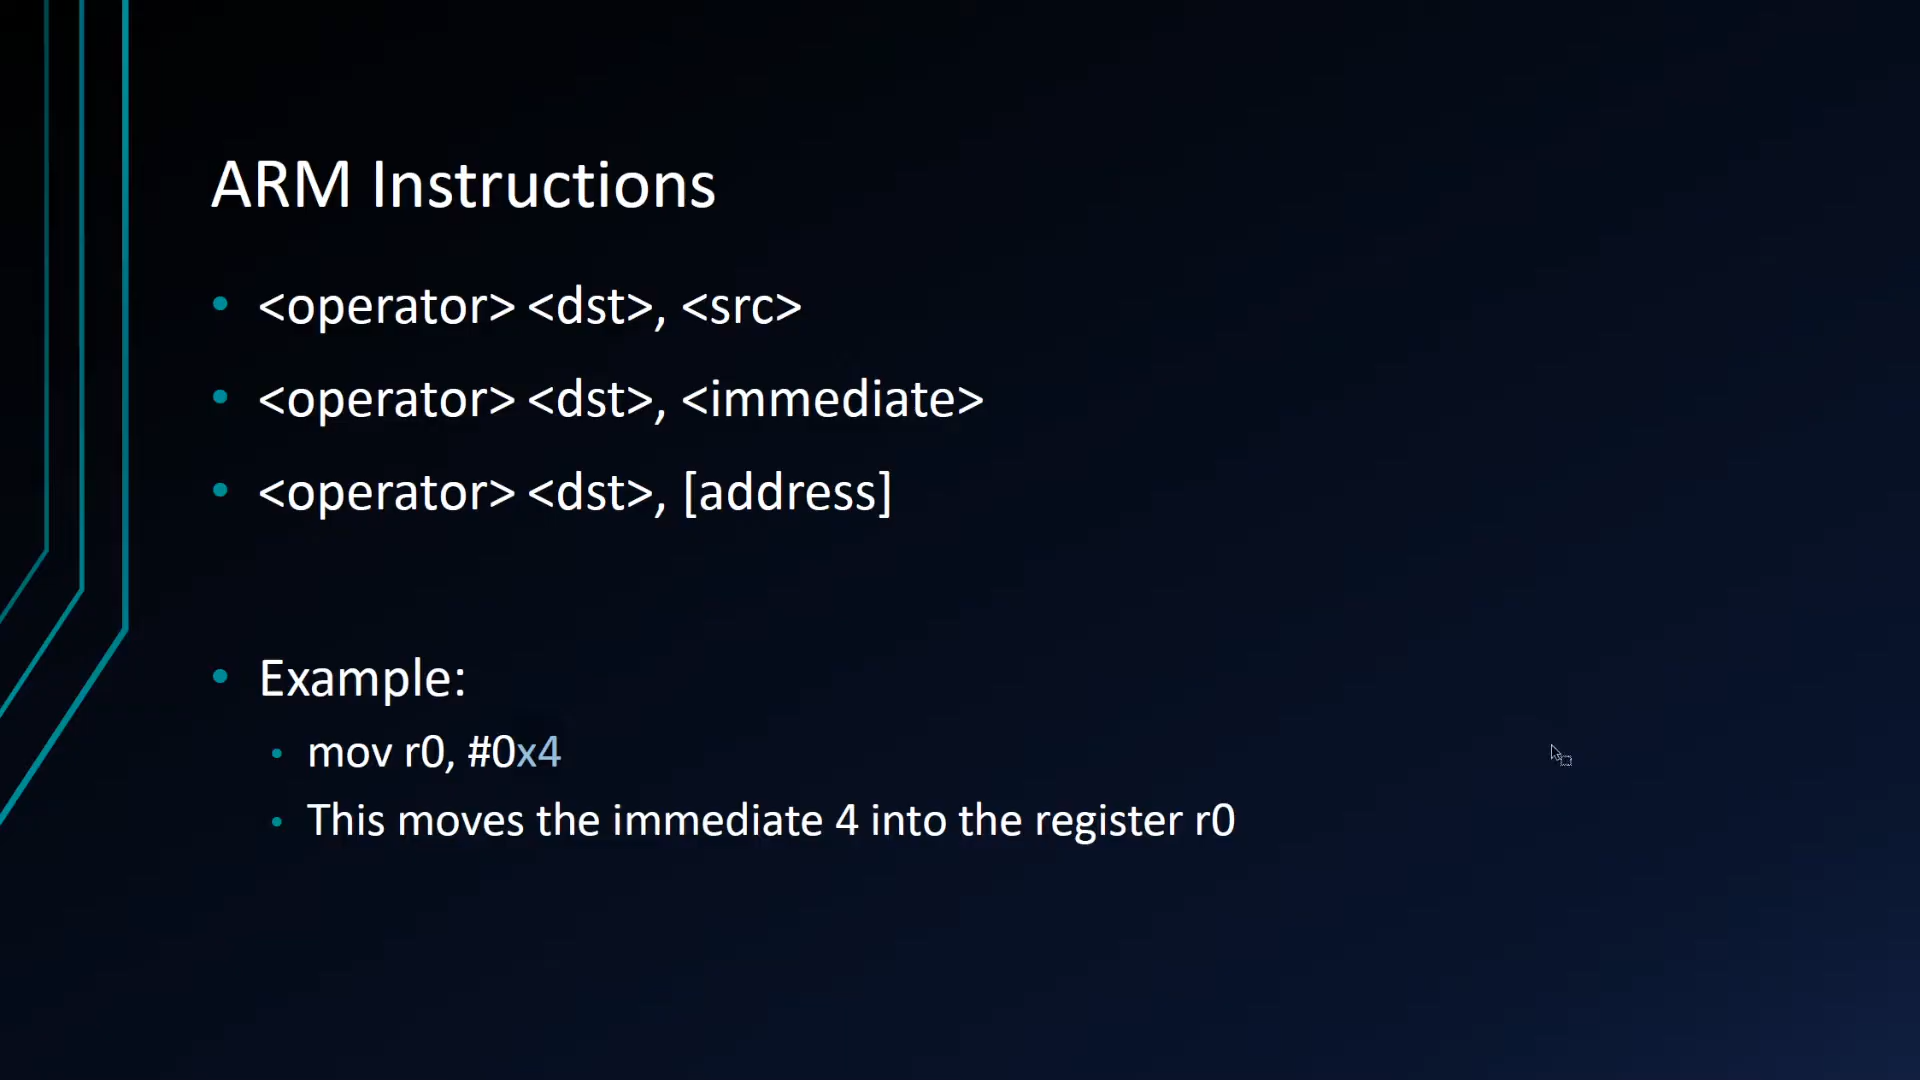 ARM Instructions
• <operator> <dst>, <src>
• <operator> <dst>, <immediate>
• <operator> <dst>, [address]
• Example:
• mov r0, #0x4
• This moves the immediate 4 into the register r0